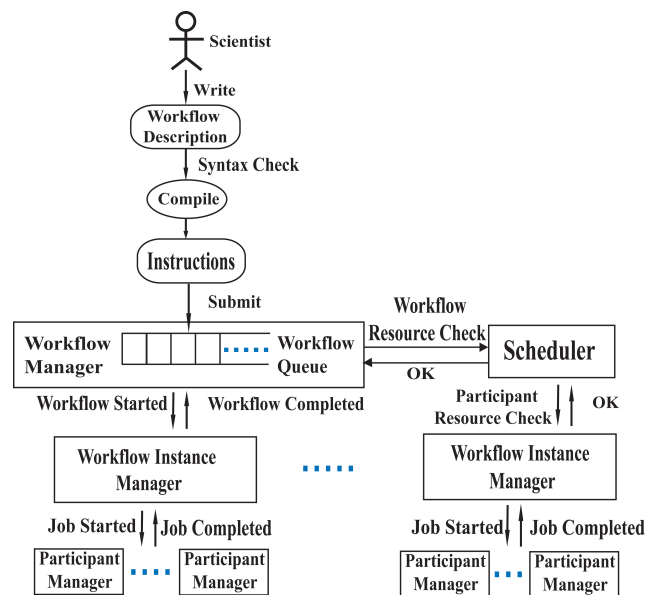 Scientist
Write
Workflow
Description
Syntax Check
Compile
Instructions
Submit
Workflow
Manager
Workflow
Queue
Workflow
Resource Check
OK
Scheduler
Workflow Started
Workflow Completed
Participant
Resource Check
OK
Workflow Instance
Manager
Workflow Instance
Manager
Job Started
Job Completed
Job Started
Job Completed
Participant
Manager
Participant
Manager
Participant
Manager
Participant
Manager